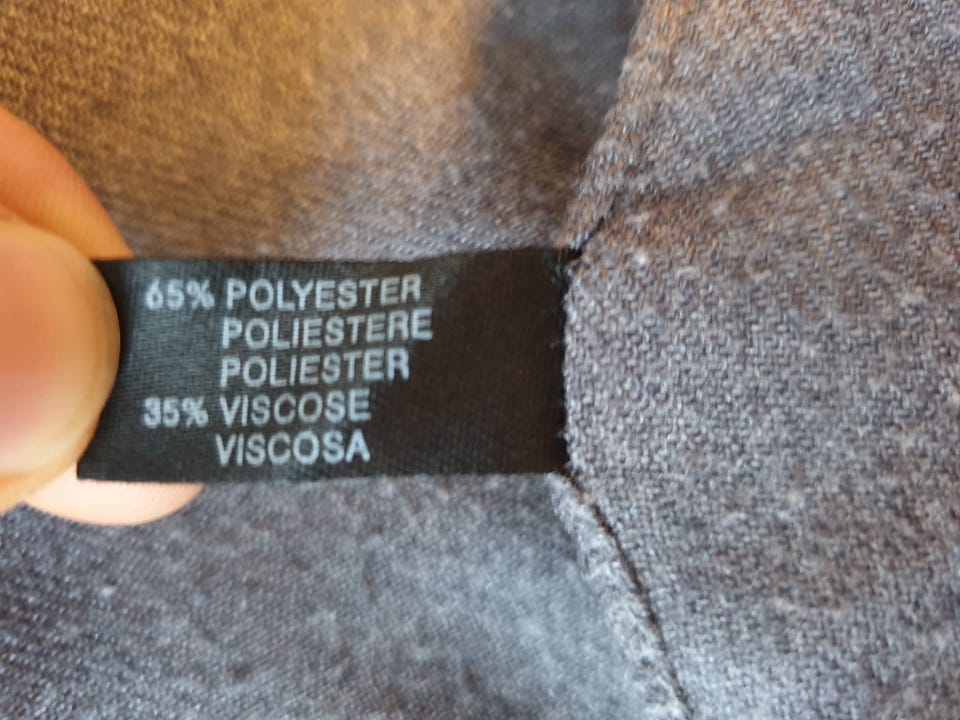 65% POLYESTER
POLIESTERE
POLIESTER
35% VISCOSE
VISCOSA